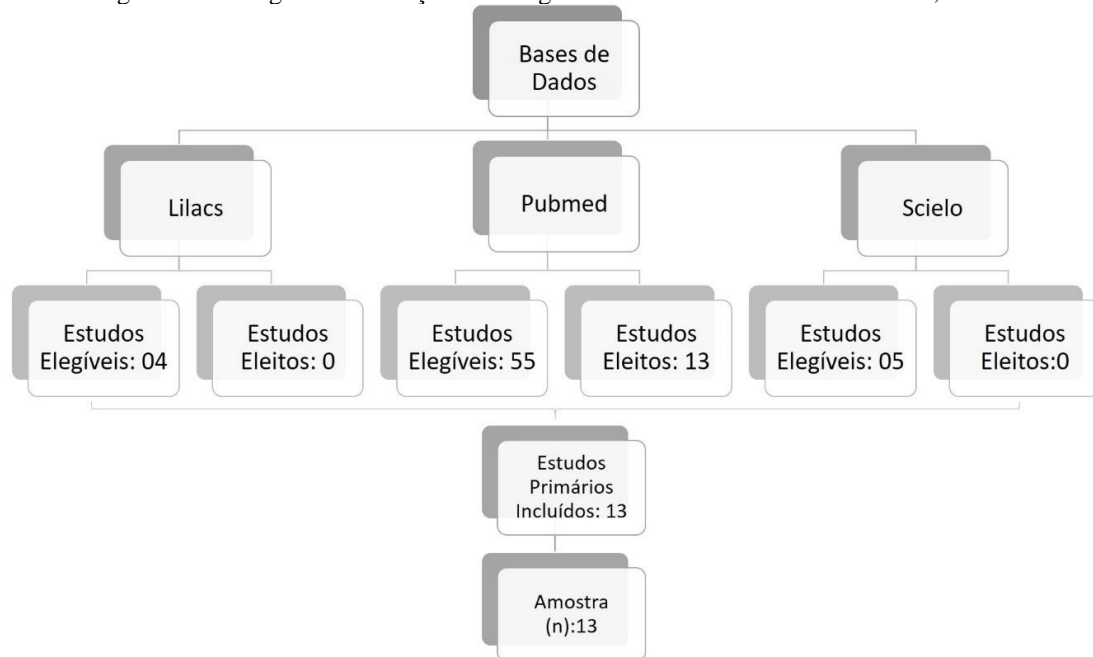 Bases de
Dados
Lilacs
Pubmed
Scielo
Estudos
Elegíveis: 04
Estudos
Eleitos: 0
Estudos
Elegíveis: 55
Estudos
Eleitos: 13
Estudos
Elegíveis: 05
Estudos
Eleitos:0
Estudos
Primários
Incluídos: 13
Amostra
(n):13